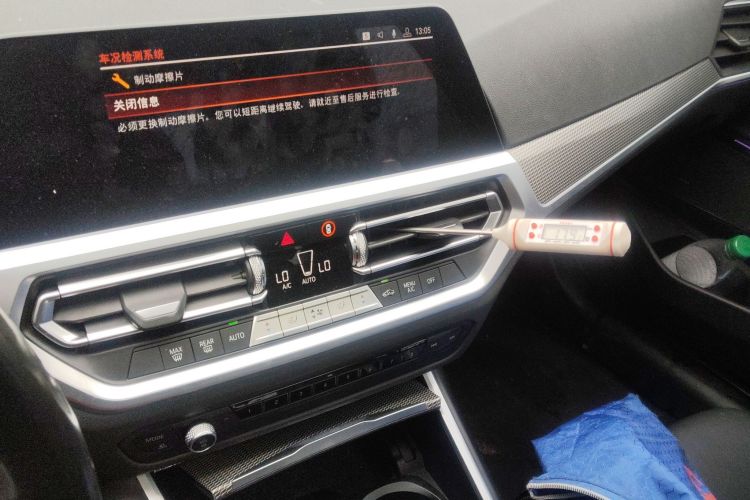 13:05
车况检测系统
制动摩擦片
关闭信息
必须更换制动摩擦片。您可以短距离继续驾驶。请就近至售后服务进行检查.
LO
LO
A/C
AUTO
MAX
REAR
AUTO
MENU
A/C
OFF
MODE